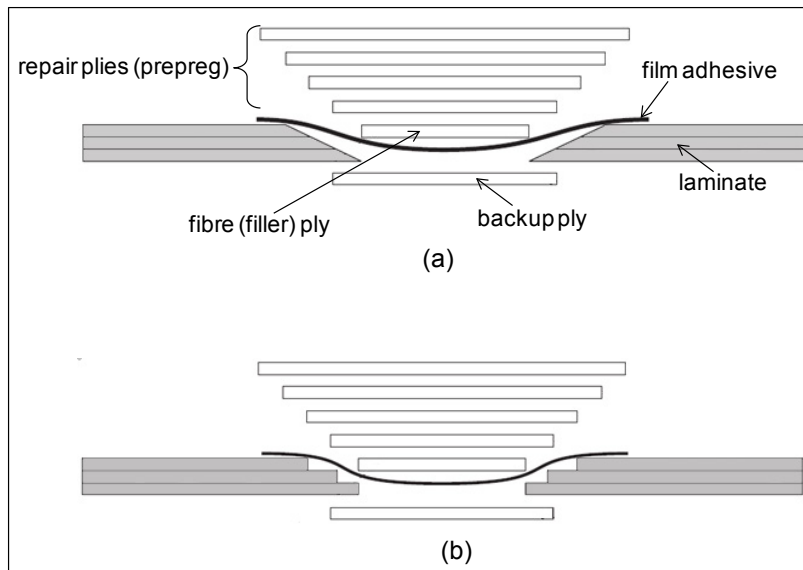 repair plies (prepreg)
film adhesive
laminate
fibre (filler) ply
backup ply
(a)
(b)